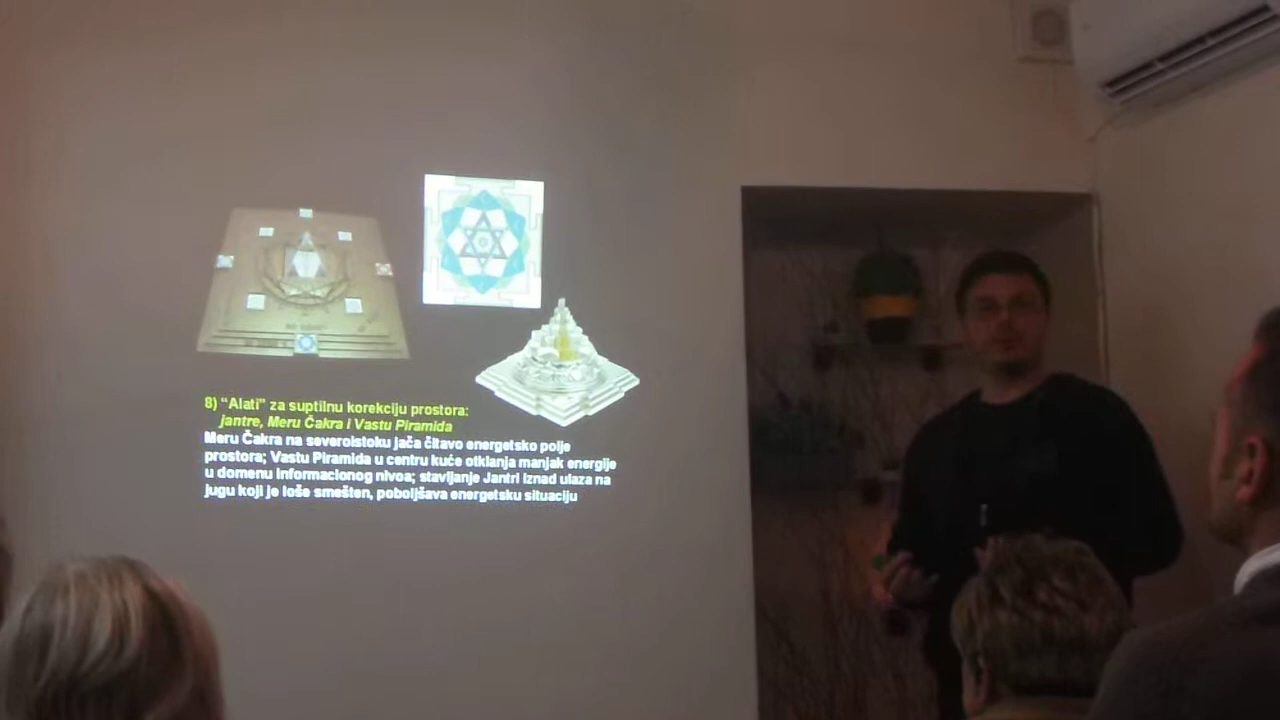 8) “Alati” za suptilnu korekciju prostora:
jantre, Meru Čakra i Vastu Piramida
Meru Čakra na severoistoku jača čitavo energetsko polje
prostora; Vastu Piramida u centru kuće otklanja manjak energije
u domenu informacionog nivoa; stavljanje Jantri iznad ulaza na
jugu koji je loše smešten, poboljšava energetsku situaciju